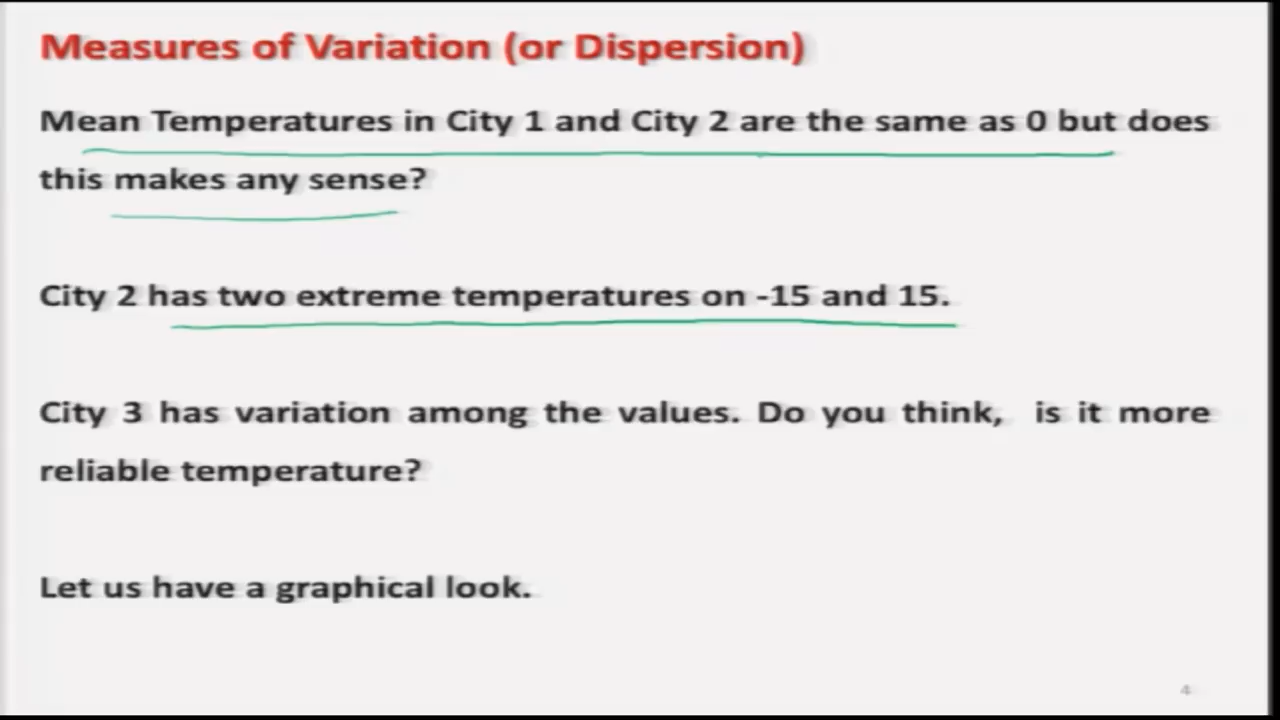 Measures of Variation (or Dispersion)
Mean Temperatures in City 1 and City 2 are the same as 0 but does
this makes any sense?
City 2 has two extreme temperatures on -15 and 15.
City 3 has variation among the values. Do you think, is it more
reliable temperature?
Let us have a graphical look.
4